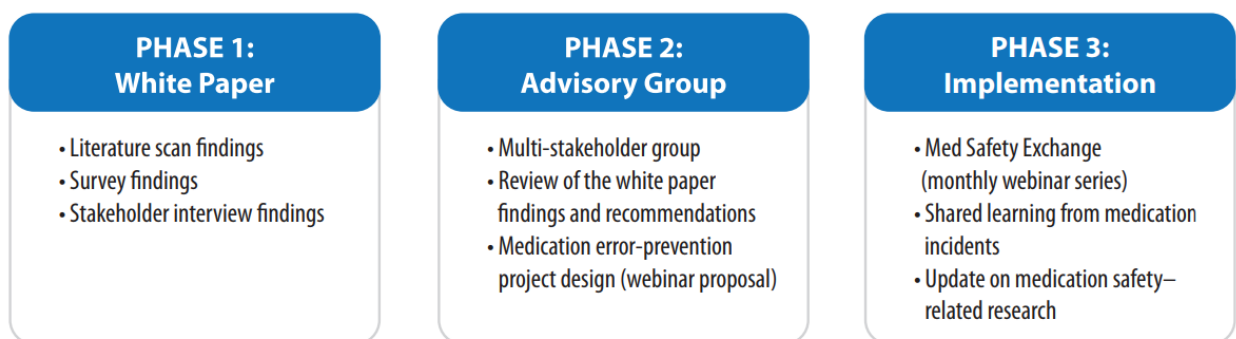 PHASE 1:
White Paper
• Literature scan findings
• Survey findings
• Stakeholder interview findings
PHASE 2:
Advisory Group
• Multi-stakeholder group
• Review of the white paper
findings and recommendations
• Medication error-prevention
project design (webinar proposal)
PHASE 3:
Implementation
• Med Safety Exchange
(monthly webinar series)
• Shared learning from medication
incidents
• Update on medication safety–
related research